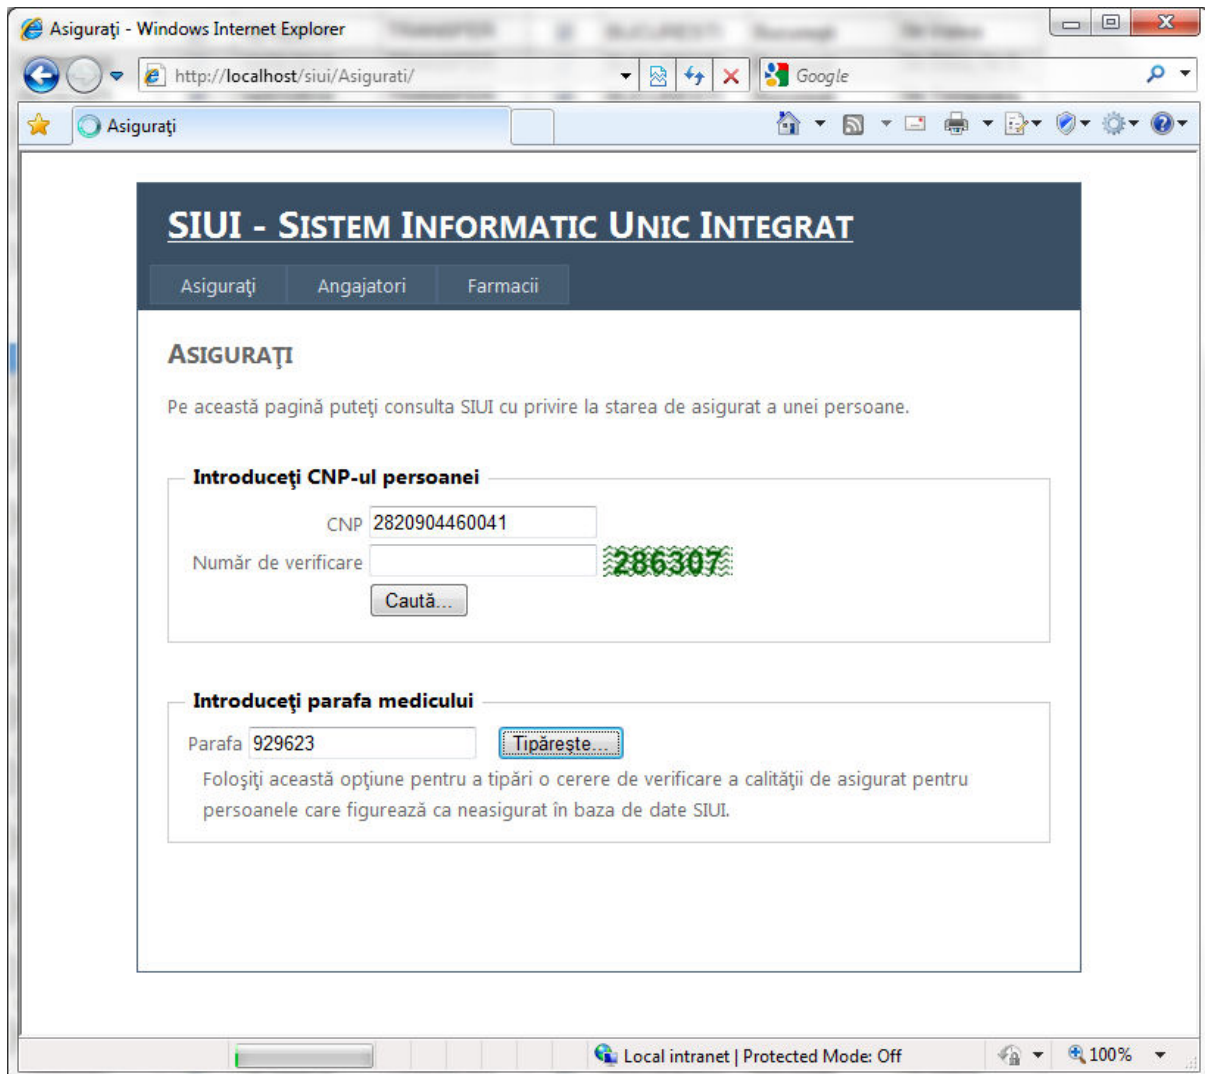 Asiguraţi - Windows Internet Explorer
http://localhost/siui/Asigurati/
Google
Asiguraţi
SIUI - SISTEM INFORMATIC UNIC INTEGRAT
Asiguraţi Angajatori Farmacii
ASIGURAŢI
Pe această pagină puteţi consulta SIUI cu privire la starea de asigurat a unei persoane.
Introduceţi CNP-ul persoanei
CNP 2820904460041
Număr de verificare 286307
Caută...
Introduceţi parafa medicului
Parafa 929623 Tipăreşte...
Foloşiţi această opţiune pentru a tipări o cerere de verificare a calităţii de asigurat pentru
persoanele care figurează ca neasigurat în baza de date SIUI.
Local intranet | Protected Mode: Off 100%